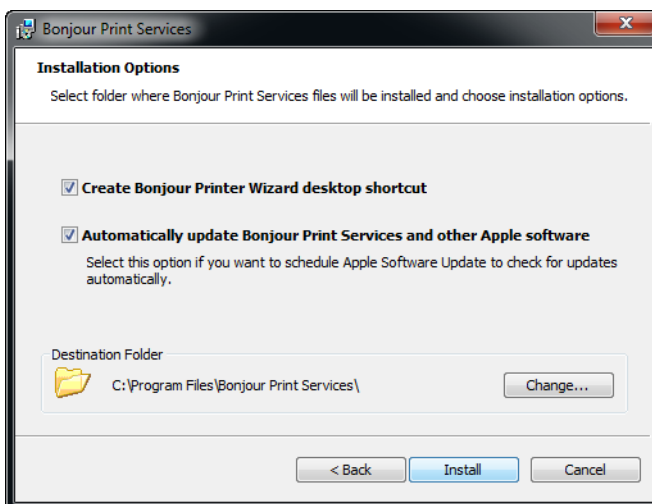 Bonjour Print Services
Installation Options
Select folder where Bonjour Print Services files will be installed and choose installation options.
Create Bonjour Printer Wizard desktop shortcut
Automatically update Bonjour Print Services and other Apple software
Select this option if you want to schedule Apple Software Update to check for updates
automatically.
Destination Folder
C:\Program Files\Bonjour Print Services\
Change...
< Back
Install
Cancel